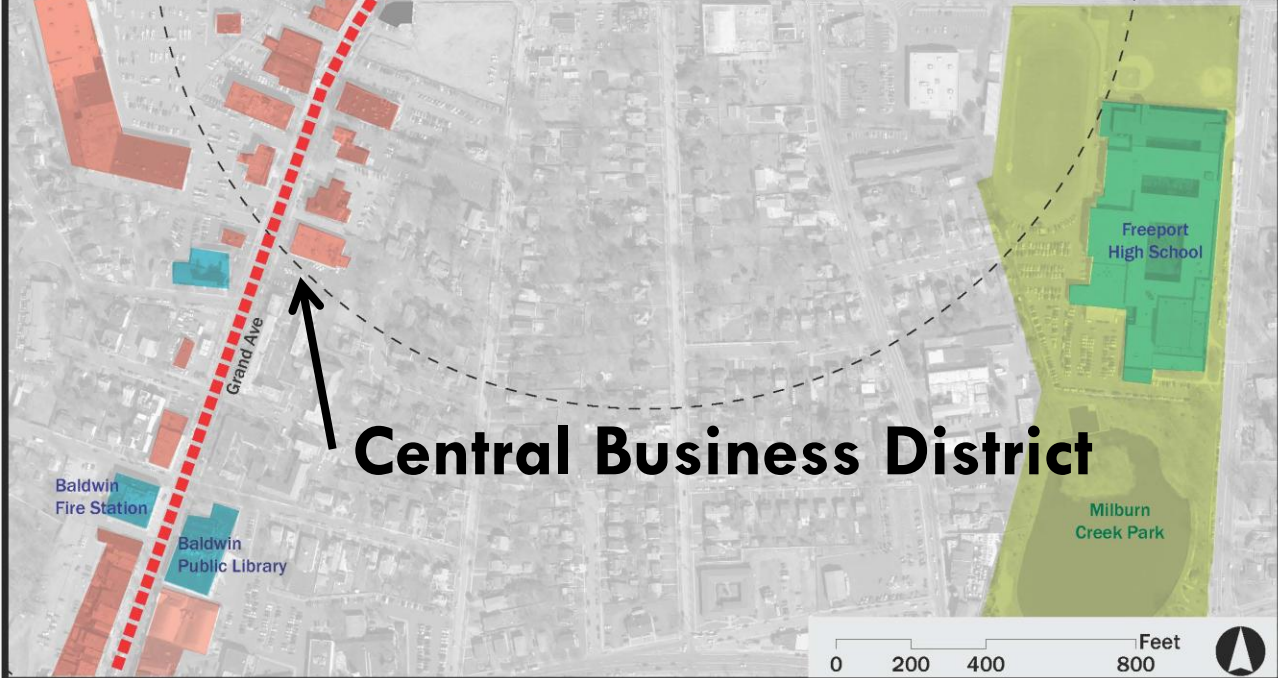 Freeport
High School
Grand Ave
Central Business District
Baldwin
Fire Station
Baldwin
Public Library
Milburn
Creek Park
Feet
0 200 400 800